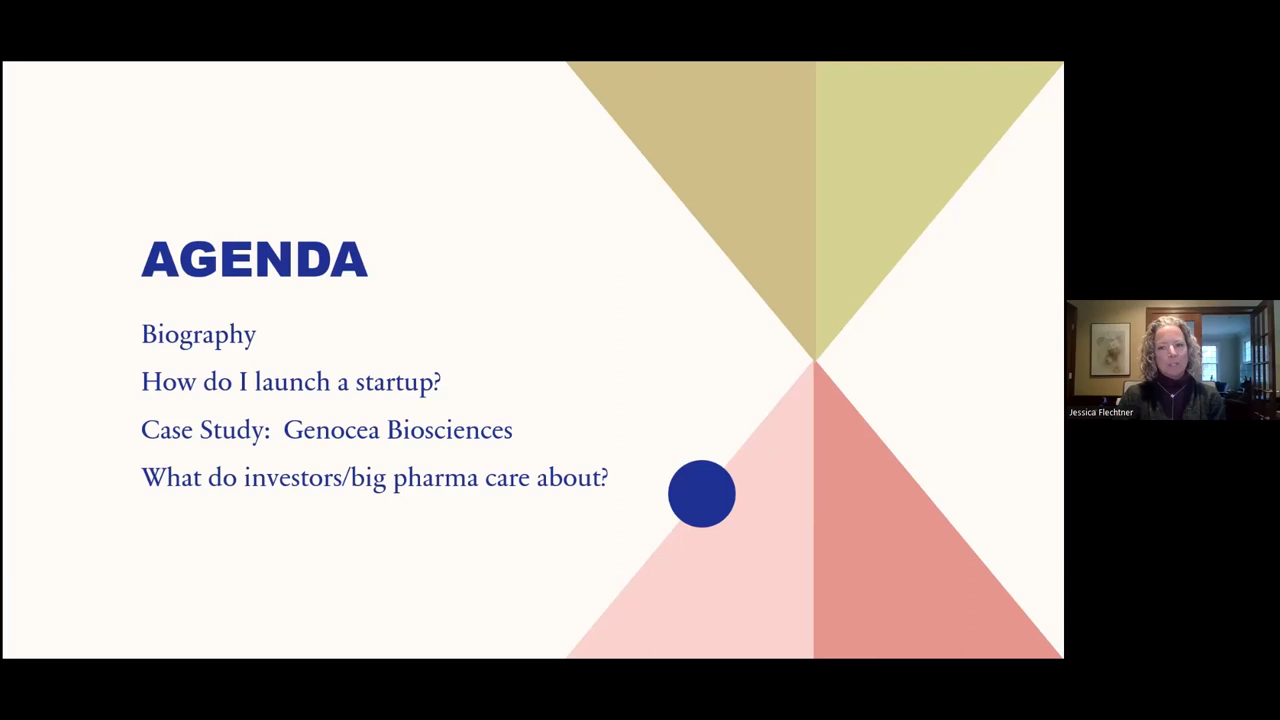 AGENDA
Biography
How do I launch a startup?
Case Study:  Genocea Biosciences
What do investors/big pharma care about?
Jessica Flechtner